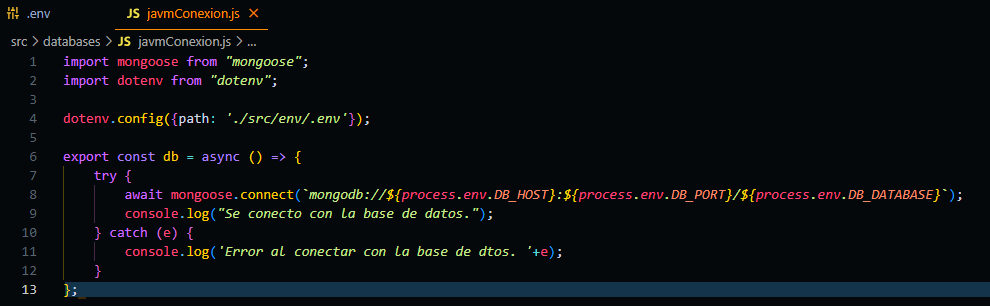 .env JS javmConexion.js ×
src > databases > JS javmConexion.js > ...
1 import mongoose from "mongoose";
2 import dotenv from "dotenv";
3
4 dotenv.config({path: './src/env/.env'});
5
6 export const db = async () => {
7 try {
8 await mongoose.connect(`mongodb://${process.env.DB_HOST}:${process.env.DB_PORT}/${process.env.DB_DATABASE}`);
9 console.log("Se conecto con la base de datos.");
10 } catch (e) {
11 console.log('Error al conectar con la base de dtos. '+e);
12 }
13 };